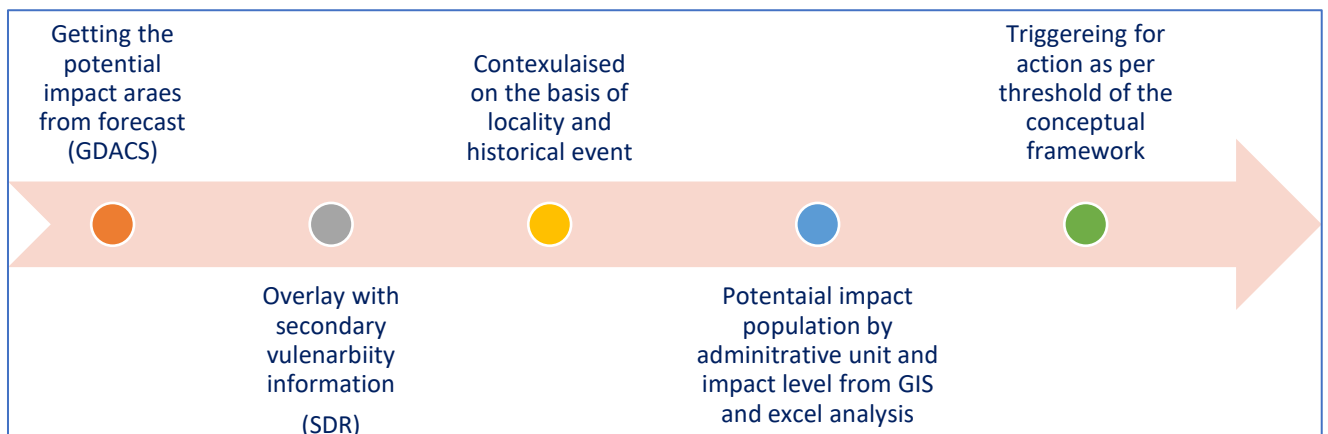 Getting the
potential
impact araes
from forecast
(GDACS)
Overlay with
secondary
vulenarbiity
information
(SDR)
Contexulaised
on the basis of
locality and
historical event
Potentaial impact
population by
adminitrative unit and
impact level from GIS
and excel analysis
Triggereing for
action as per
threshold of the
conceptual
framework